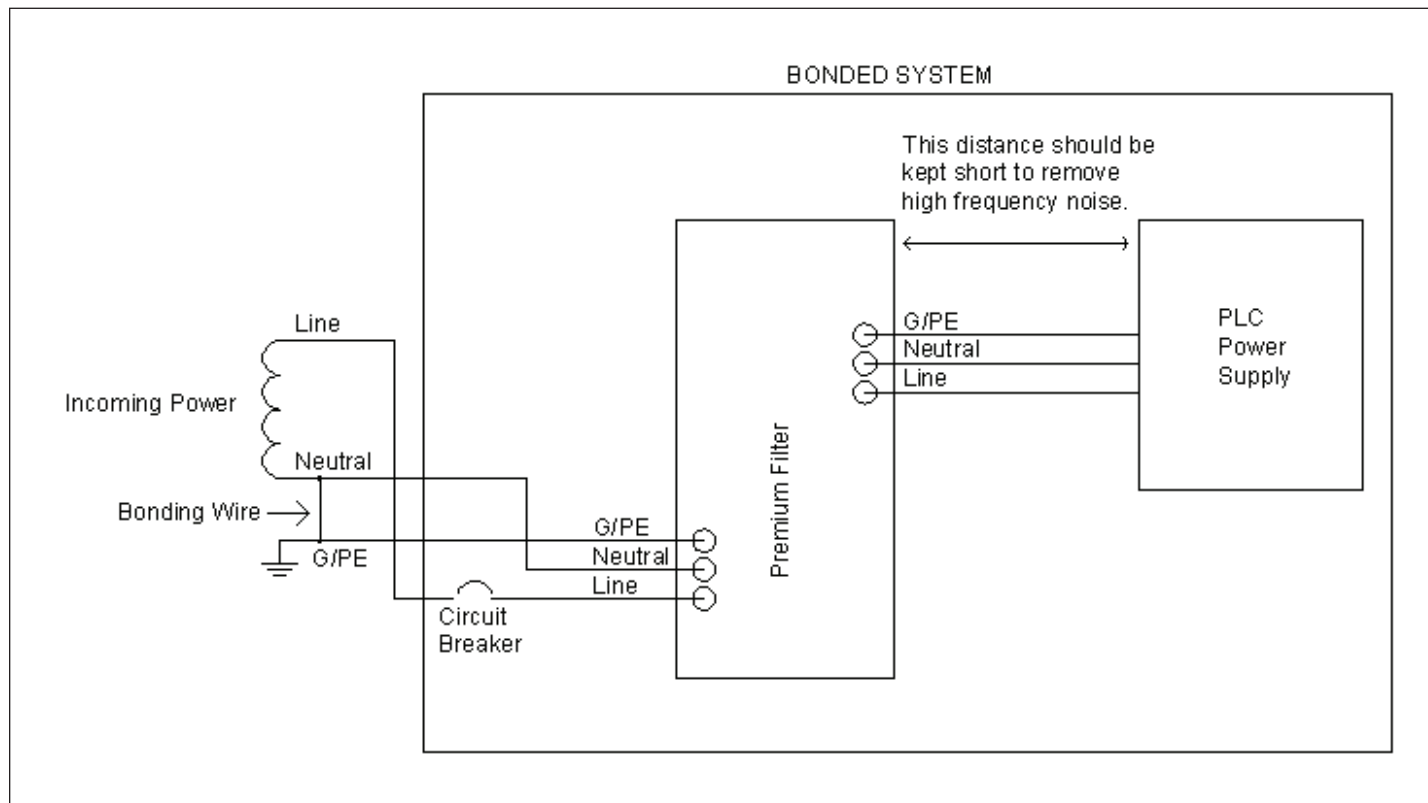 BONDED SYSTEM
This distance should be
kept short to remove
high frequency noise.
Line
Incoming Power
Neutral
Bonding Wire
G/PE
G/PE
Neutral
Line
Circuit
Breaker
Premium Filter
G/PE
Neutral
Line
PLC
Power
Supply